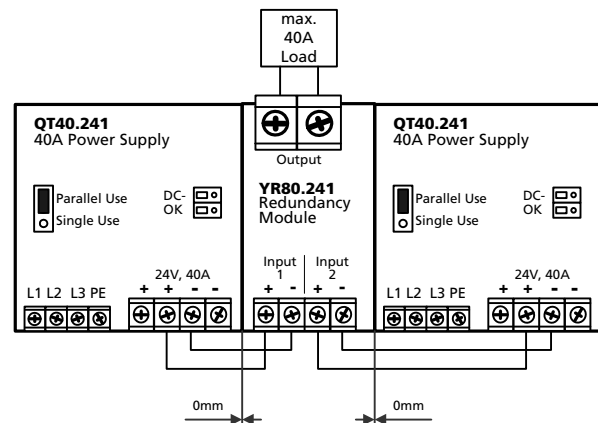 max.
40A
Load
QT40.241
40A Power Supply
Parallel Use
Single Use
DC-
OK
24V, 40A
+ + - -
L1 L2 L3 PE
Output
YR80.241
Redundancy
Module
Input
1
Input
2
+ - + -
QT40.241
40A Power Supply
Parallel Use
Single Use
DC-
OK
24V, 40A
+ + - -
L1 L2 L3 PE
0mm
0mm